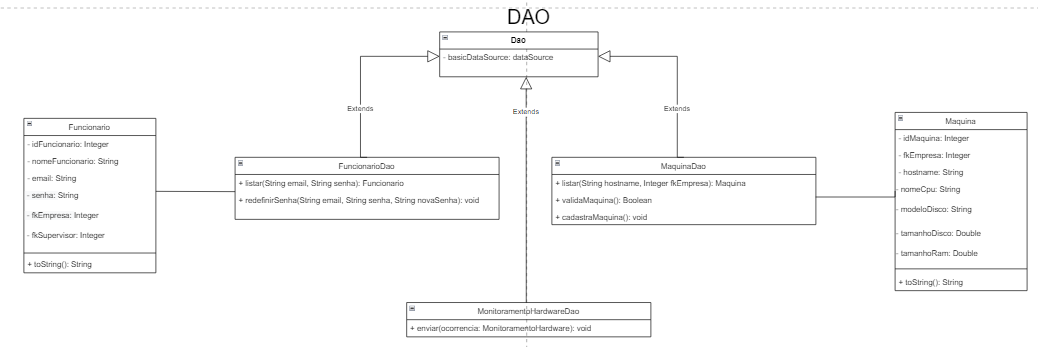 DAO
Dao
- basicDataSource: dataSource
Extends
Extends
Extends
Funcionario
- idFuncionario: Integer
- nomeFuncionario: String
- email: String
- senha: String
- fkEmpresa: Integer
- fkSupervisor: Integer
+ toString(): String
FuncionarioDao
+ listar(String email, String senha): Funcionario
+ redefinirSenha(String email, String senha, String novaSenha): void
MaquinaDao
+ listar(String hostname, Integer fkEmpresa): Maquina
+ validaMaquina(): Boolean
+ cadastraMaquina(): void
Maquina
- idMaquina: Integer
- fkEmpresa: Integer
- hostname: String
- nomeCpu: String
- modeloDisco: String
- tamanhoDisco: Double
- tamanhoRam: Double
+ toString(): String
MonitoramentoHardwareDao
+ enviar(ocorrencia: MonitoramentoHardware): void